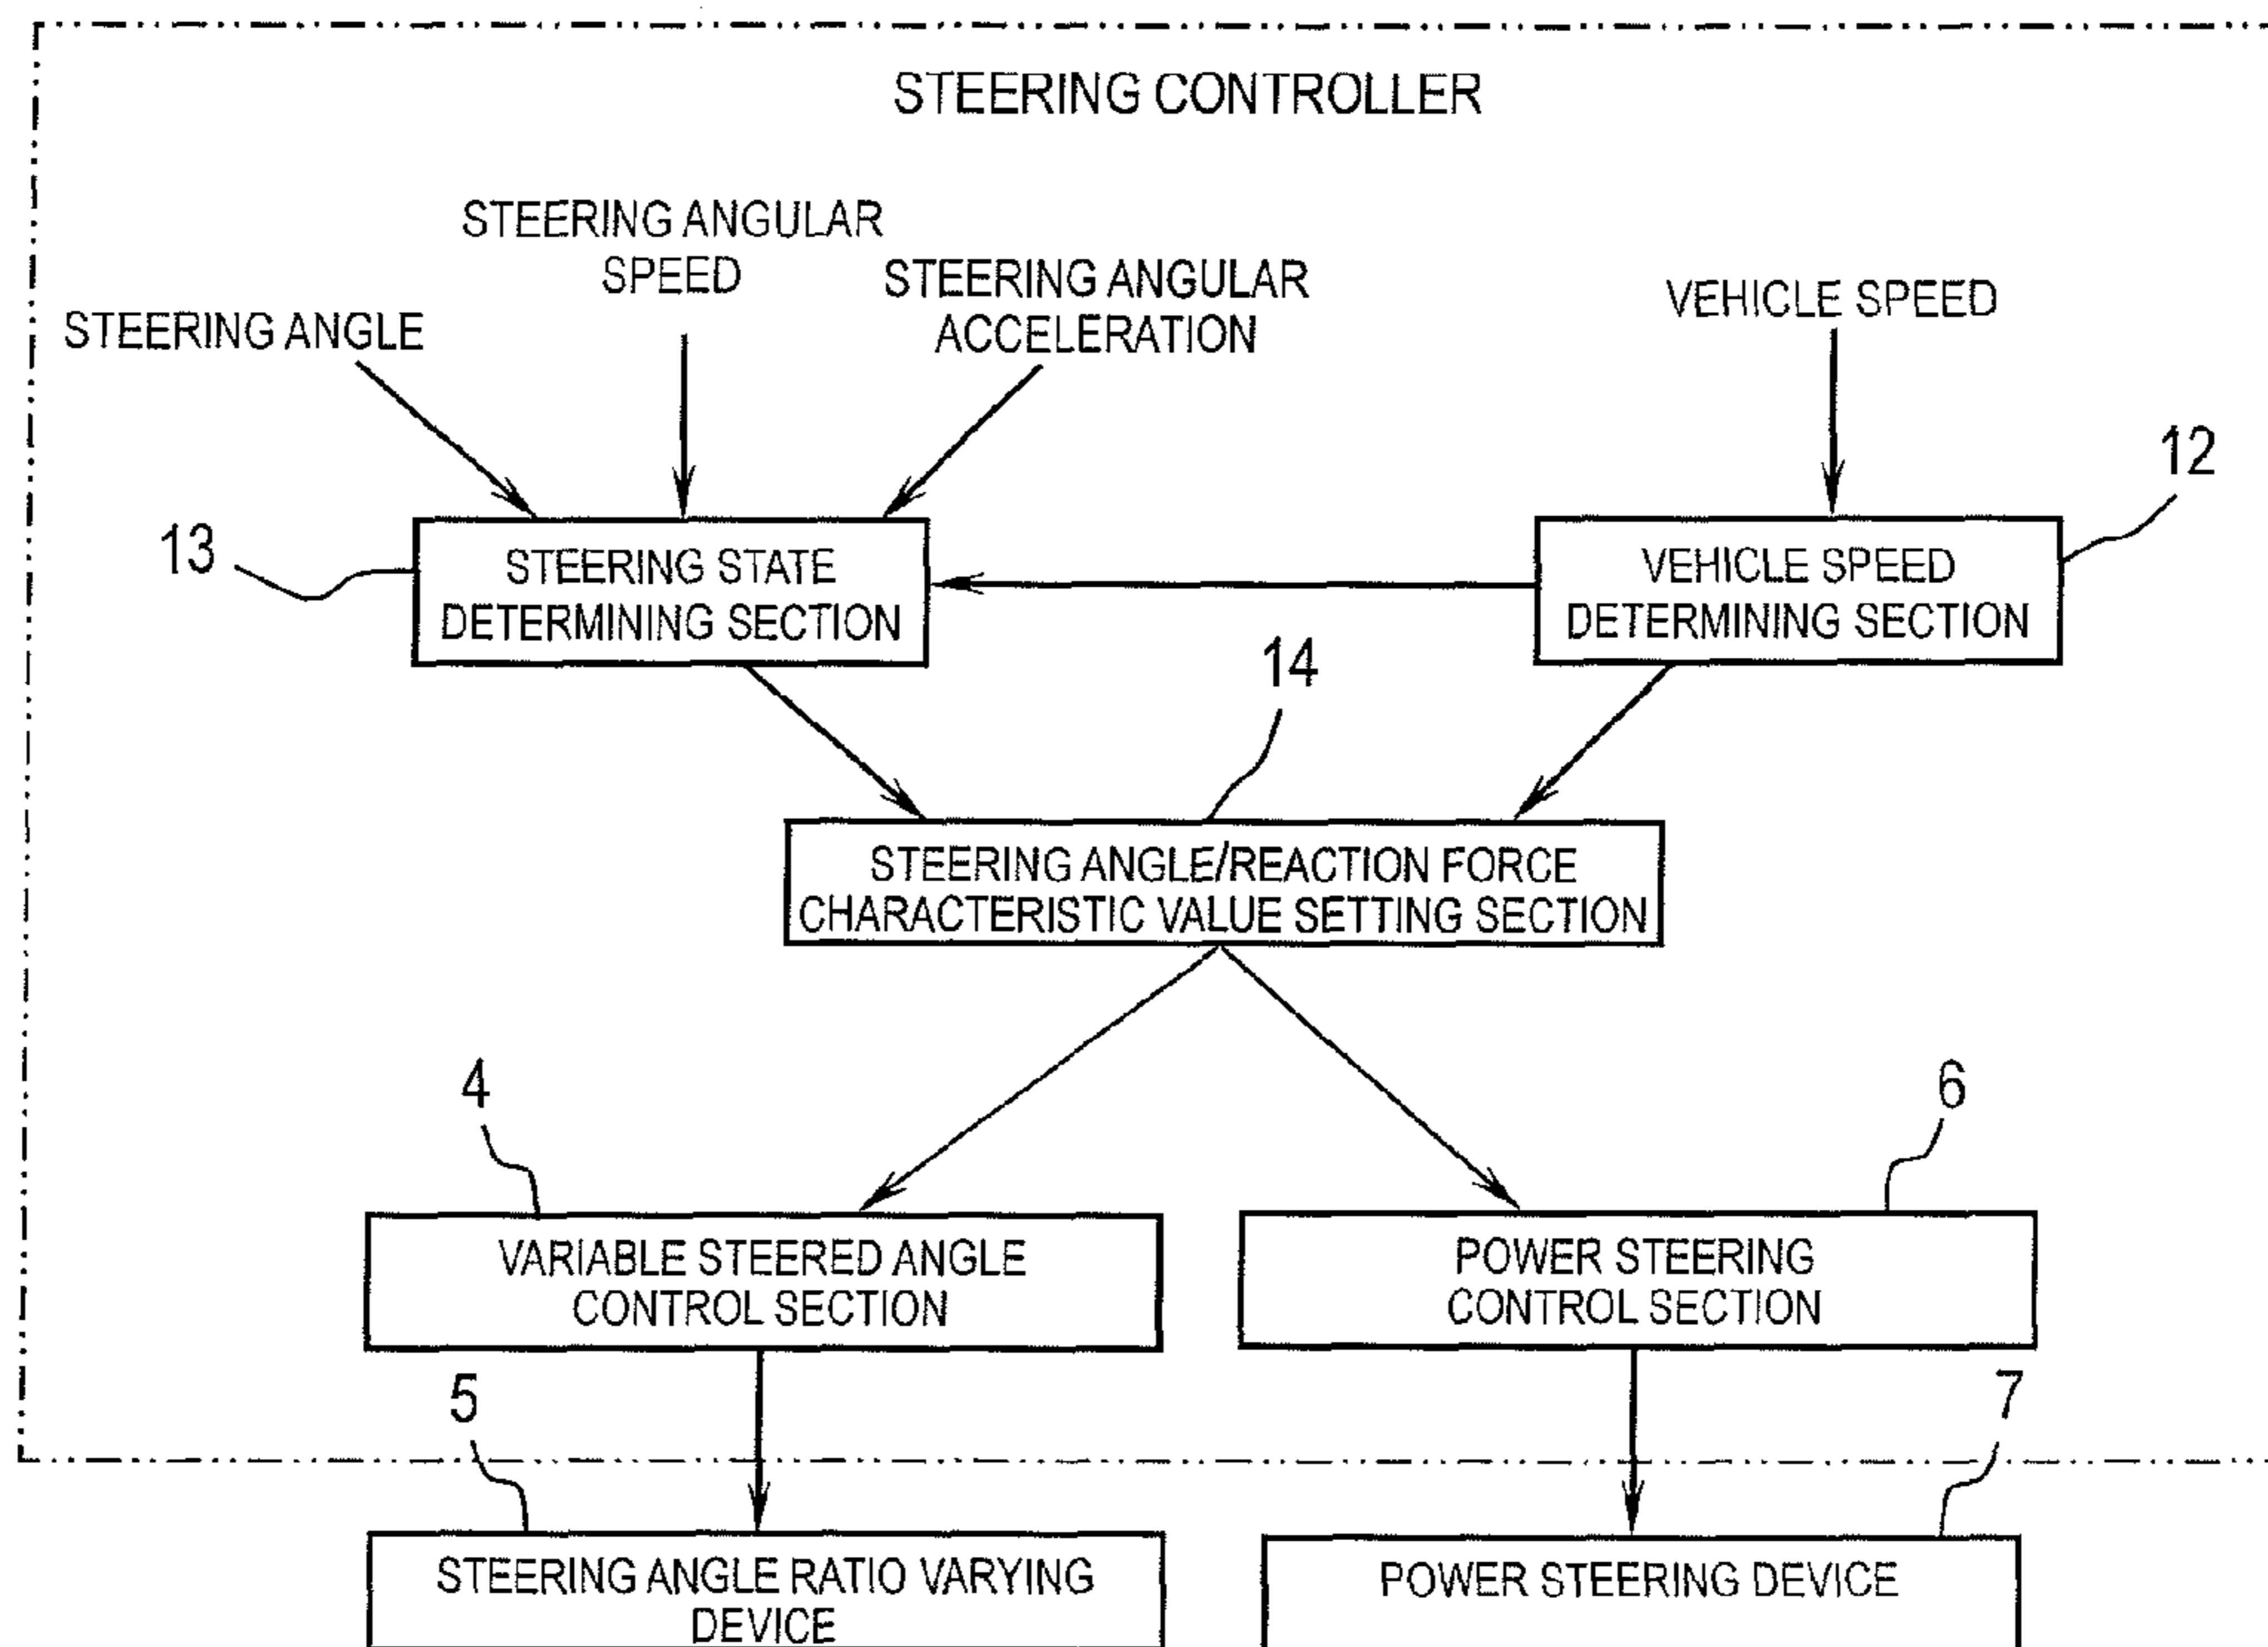 STEERING CONTROLLER
STEERING ANGULAR
SPEED
STEERING ANGULAR
ACCELERATION
STEERING ANGLE
VEHICLE SPEED
12
13
STEERING STATE
DETERMINING SECTION
VEHICLE SPEED
DETERMINING SECTION
14
STEERING ANGLE/REACTION FORCE
CHARACTERISTIC VALUE SETTING SECTION
4
6
VARIABLE STEERED ANGLE
CONTROL SECTION
POWER STEERING
CONTROL SECTION
5
7
STEERING ANGLE RATIO VARYING
DEVICE
POWER STEERING DEVICE